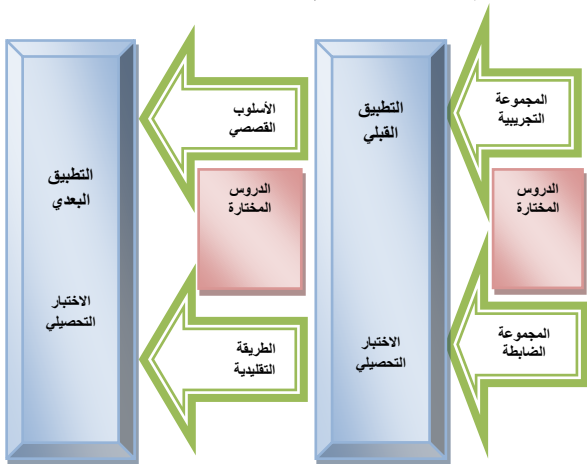 المجموعة
التجريبية
الدروس
المختارة
المجموعة
الضابطة
التطبيق
القبلي
الاختبار
التحصيلي
الأسلوب
القصصي
الدروس
المختارة
الطريقة
التقليدية
التطبيق
البعدي
الاختبار
التحصيلي